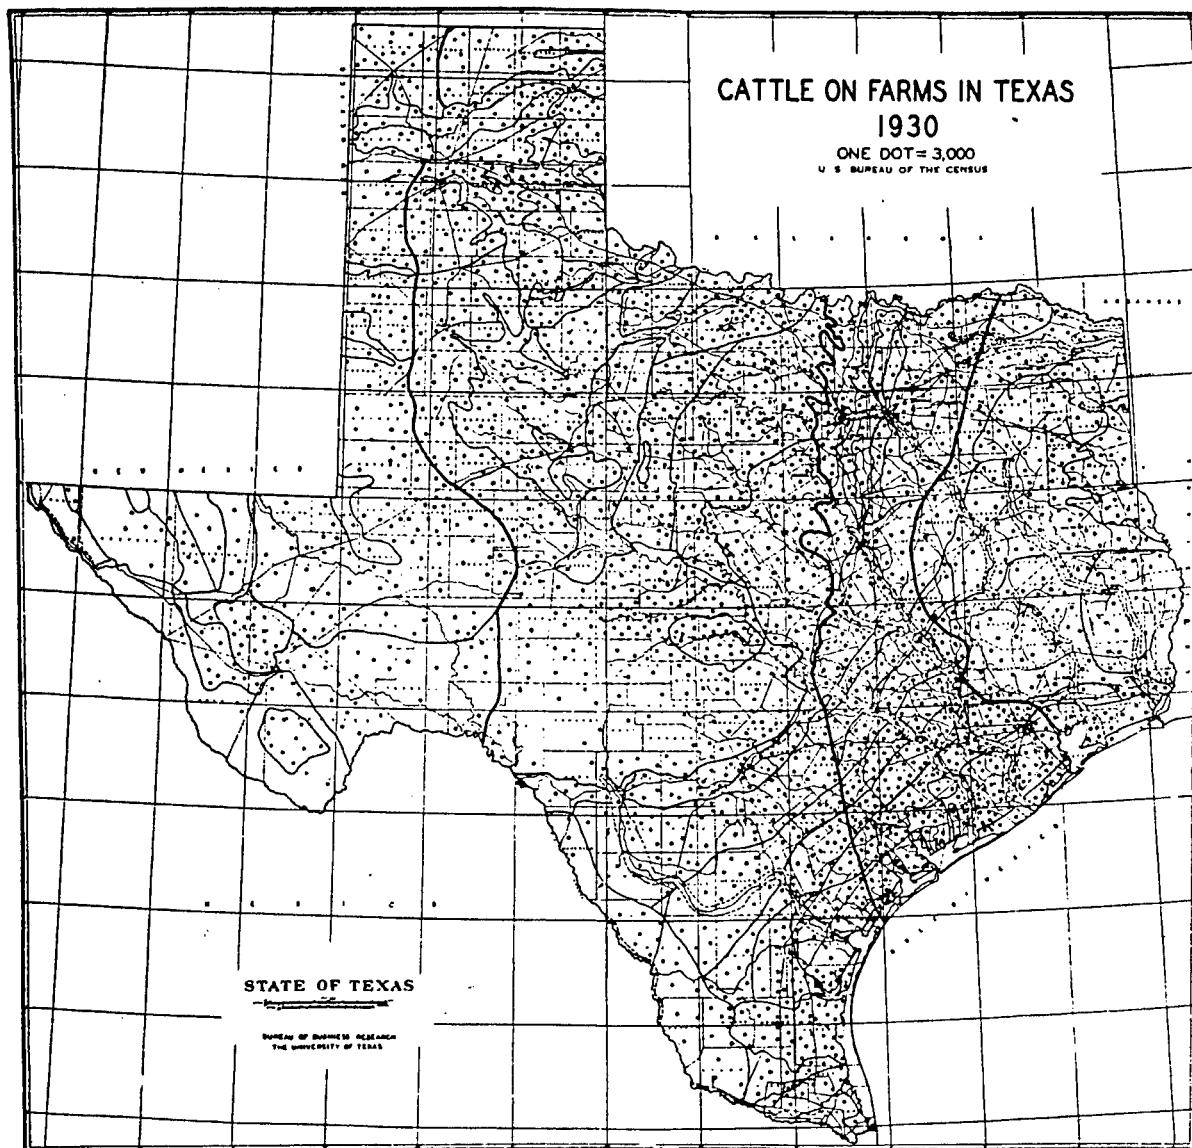 CATTLE ON FARMS IN TEXAS
1930
ONE DOT = 3,000
U S BUREAU OF THE CENSUS
STATE OF TEXAS
BUREAU OF BUSINESS RESEARCH
THE UNIVERSITY OF TEXAS